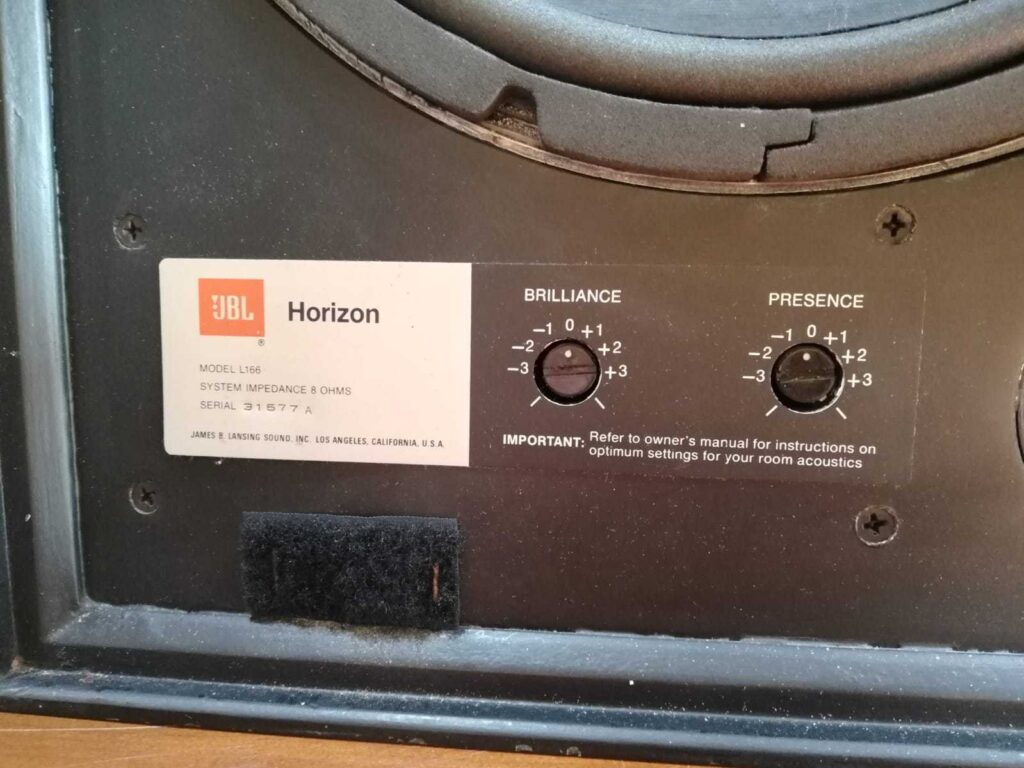 JBL
®
Horizon
MODEL L166
SYSTEM IMPEDANCE 8 OHMS
SERIAL 31577 A
JAMES B. LANSING SOUND, INC. LOS ANGELES, CALIFORNIA, U.S.A.
BRILLIANCE
−3 −2 −1 0 +1 +2 +3
PRESENCE
−3 −2 −1 0 +1 +2 +3
IMPORTANT: Refer to owner's manual for instructions on
optimum settings for your room acoustics